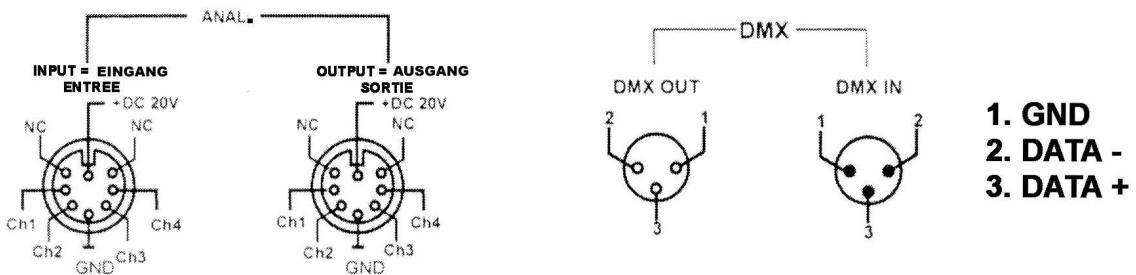 ANAL.
DMX
INPUT = EINGANG
ENTREE
OUTPUT = AUSGANG
SORTIE
DMX OUT
DMX IN
+DC 20V
+DC 20V
NC
NC
NC
NC
2
1
1
2
1. GND
2. DATA -
3. DATA +
Ch1
Ch4
Ch1
Ch4
Ch2
Ch3
Ch2
Ch3
3
3
GND
GND